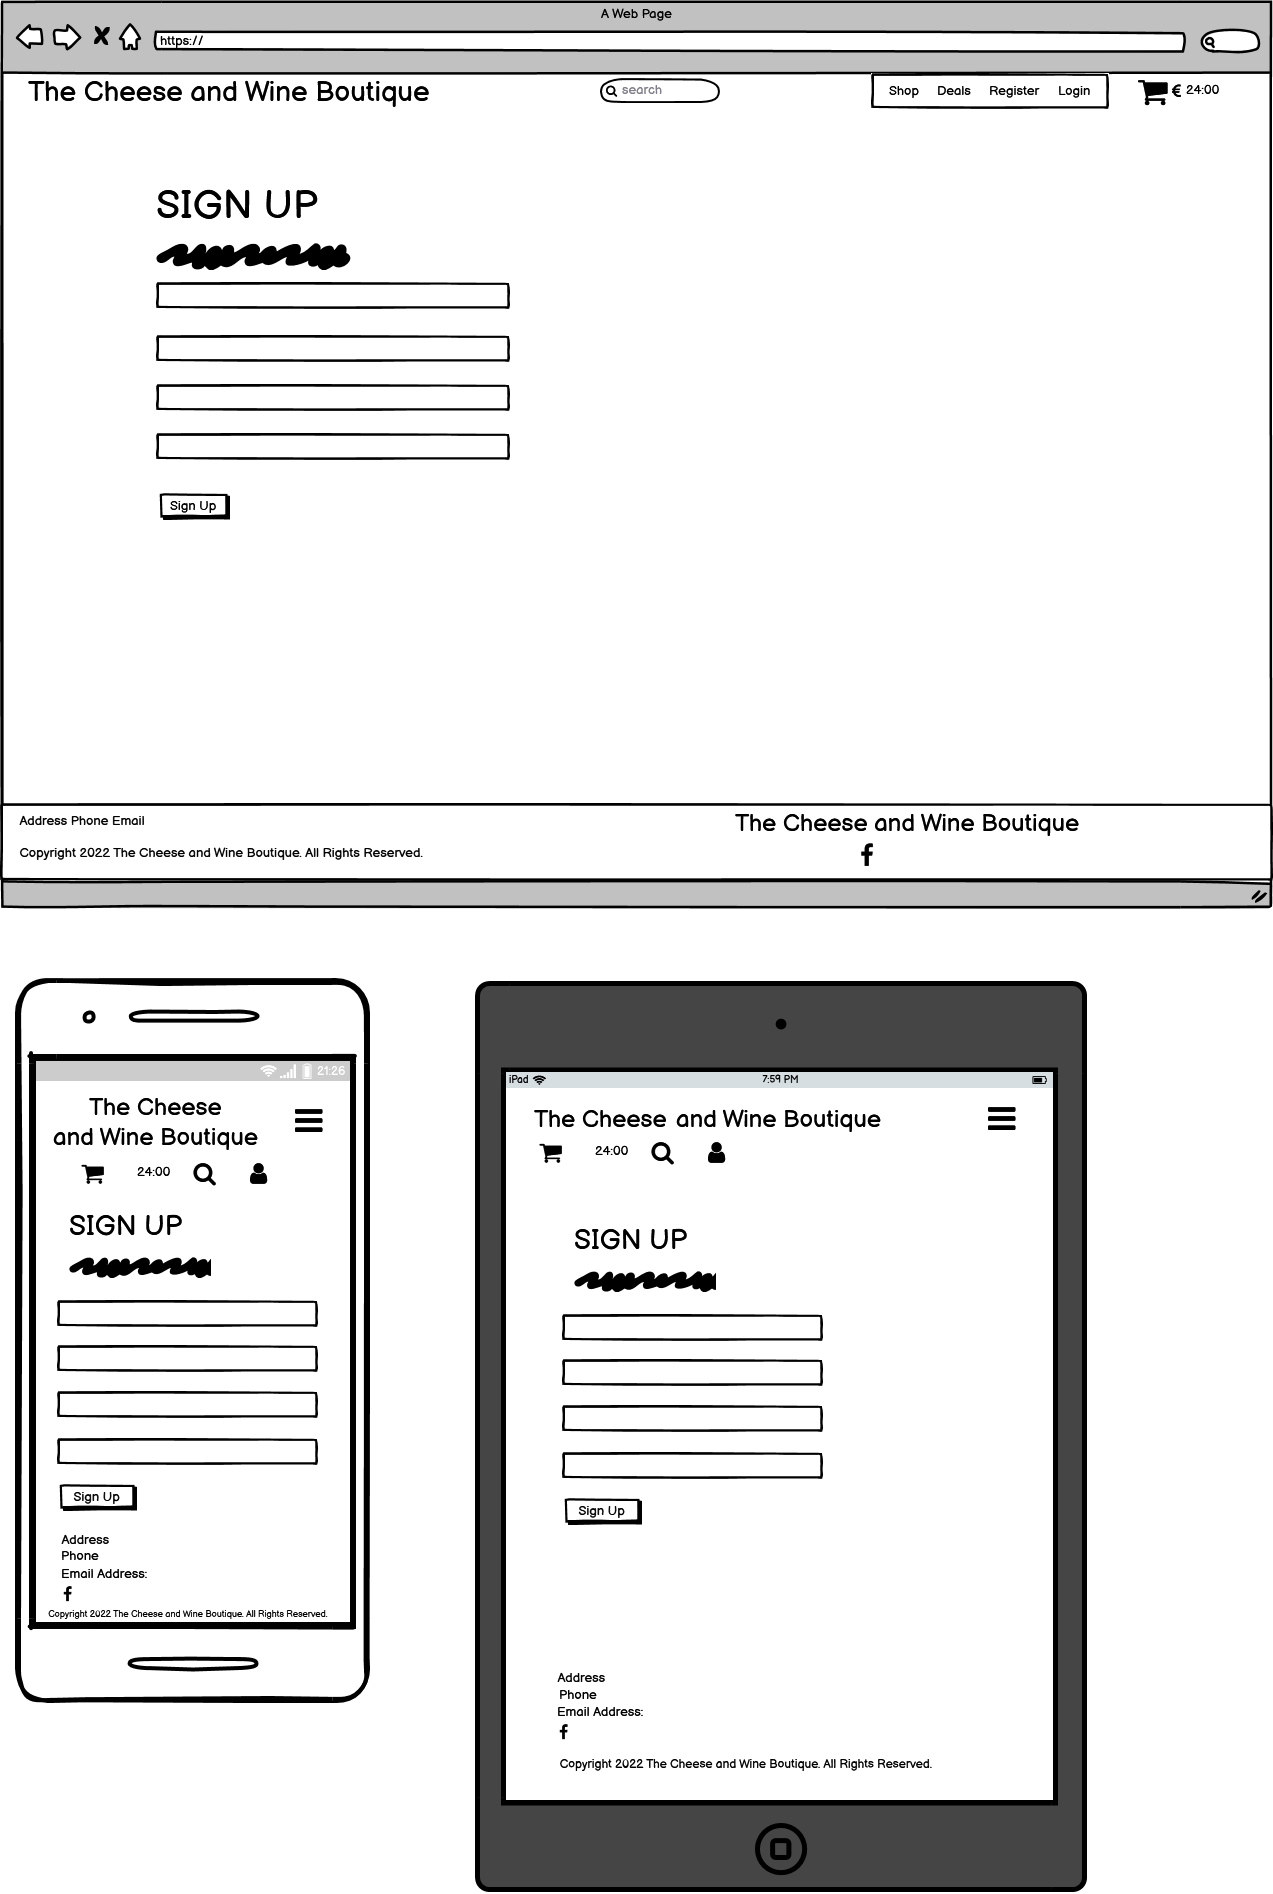 A Web Page
https://
The Cheese and Wine Boutique
search
Shop Deals Register Login
€ 24:00
SIGN UP
Sign Up
Address Phone Email
Copyright 2022 The Cheese and Wine Boutique. All Rights Reserved.
The Cheese and Wine Boutique
f
21:26
The Cheese
and Wine Boutique
24:00
SIGN UP
Sign Up
Address
Phone
Email Address:
f
Copyright 2022 The Cheese and Wine Boutique. All Rights Reserved.
iPad 7:59 PM
The Cheese and Wine Boutique
24:00
SIGN UP
Sign Up
Address
Phone
Email Address:
f
Copyright 2022 The Cheese and Wine Boutique. All Rights Reserved.